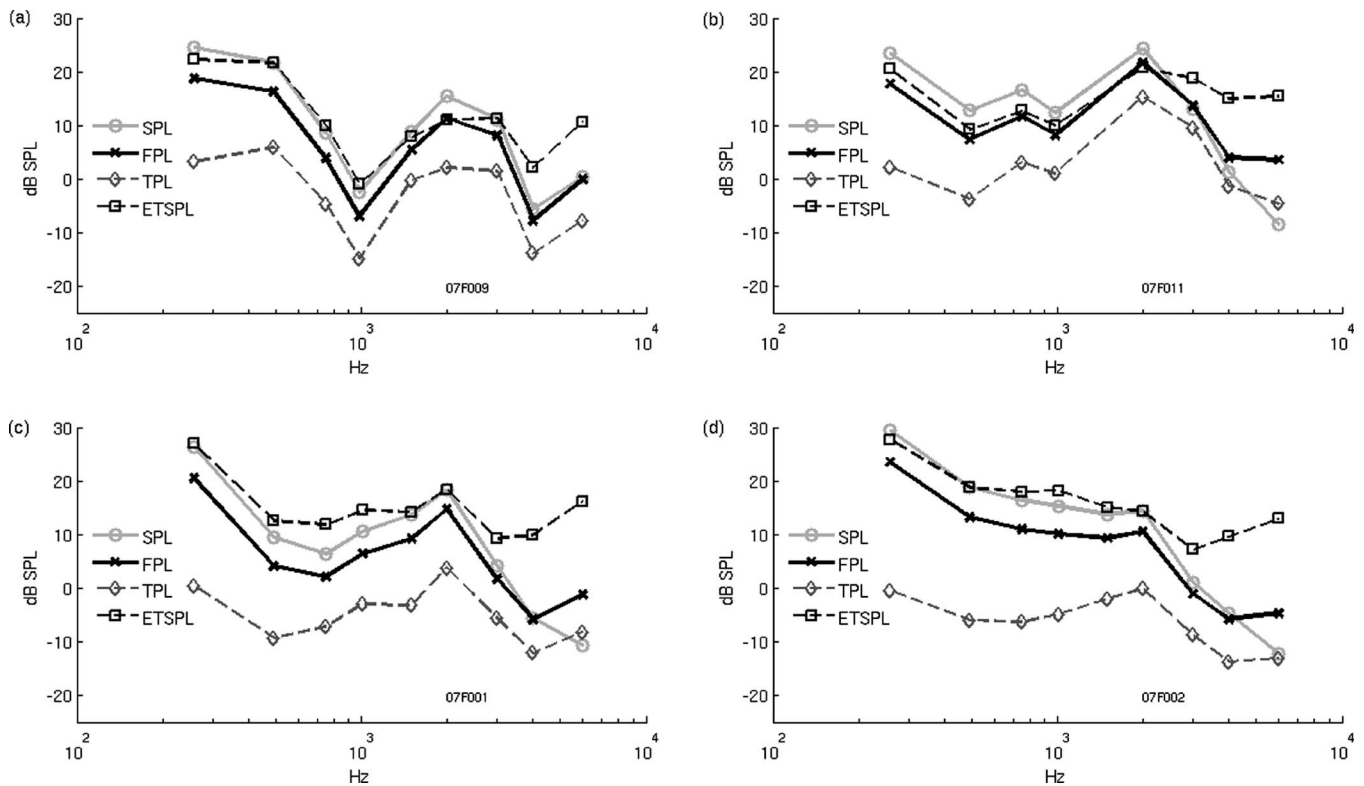 (a)
30
20
10
0
-10
-20
dB SPL
SPL
FPL
TPL
ETSPL
07F009
10^2
10^3
10^4
Hz
(b)
30
20
10
0
-10
-20
dB SPL
SPL
FPL
TPL
ETSPL
07F011
10^2
10^3
10^4
Hz
(c)
30
20
10
0
-10
-20
dB SPL
SPL
FPL
TPL
ETSPL
07F001
10^2
10^3
10^4
Hz
(d)
30
20
10
0
-10
-20
dB SPL
SPL
FPL
TPL
ETSPL
07F002
10^2
10^3
10^4
Hz